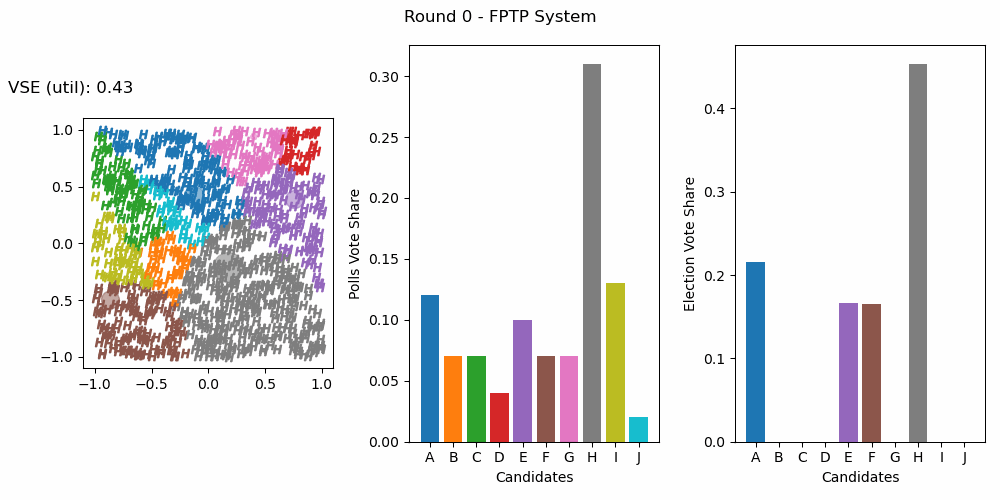 Round 0 - FPTP System
VSE (util): 0.43
1.0
0.5
0.0
−0.5
−1.0
−1.0 −0.5 0.0 0.5 1.0
Polls Vote Share
0.30
0.25
0.20
0.15
0.10
0.05
0.00
A B C D E F G H I J
Candidates
Election Vote Share
0.4
0.3
0.2
0.1
0.0
A B C D E F G H I J
Candidates